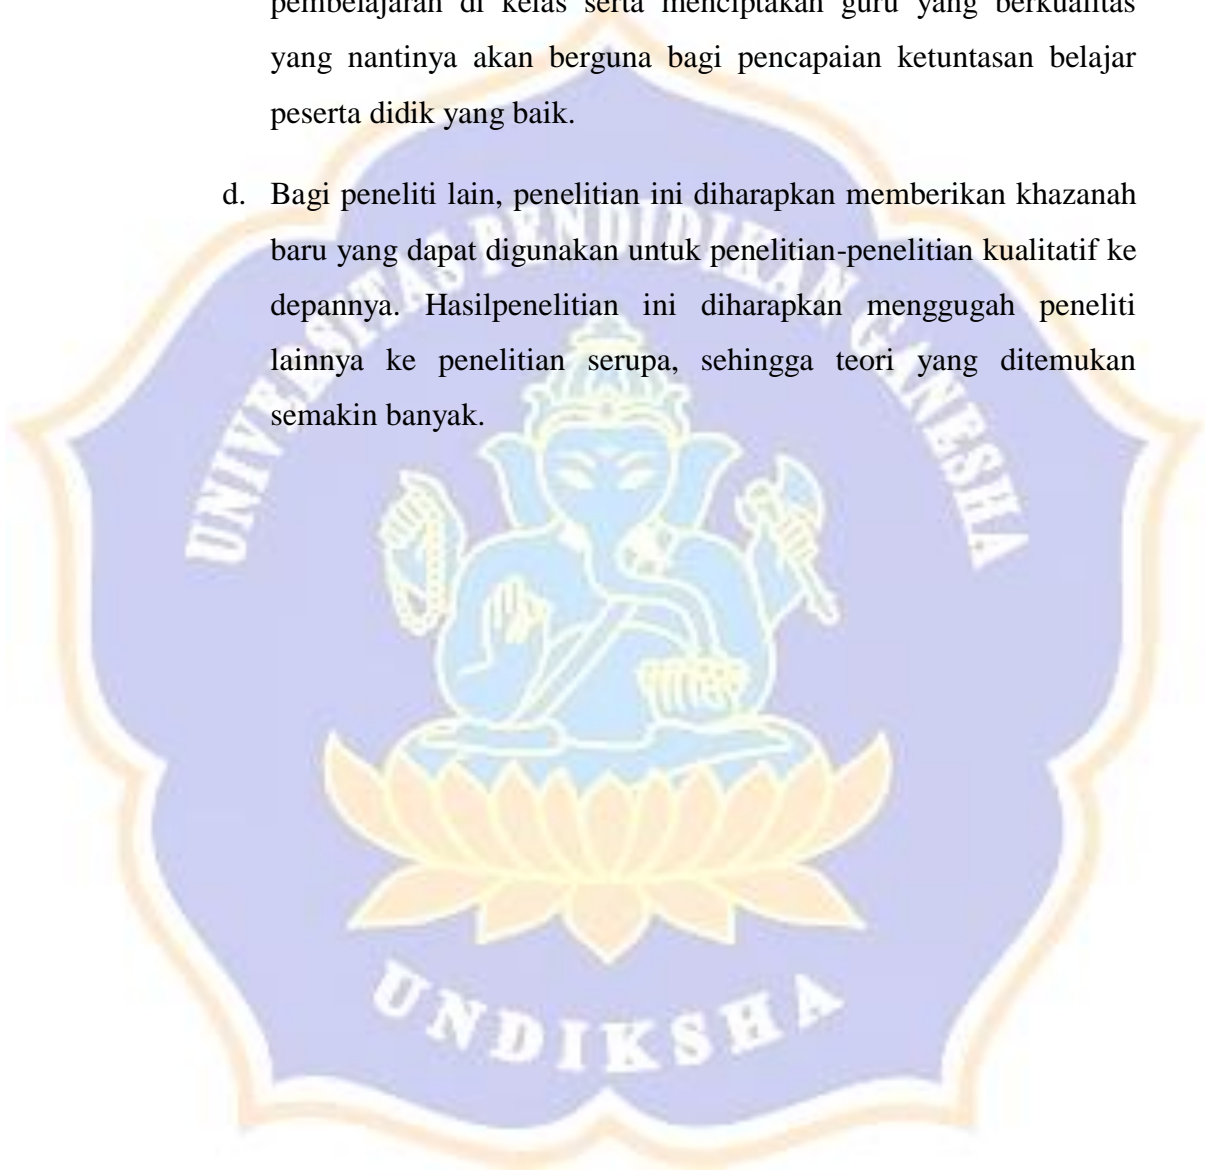 pembelajaran di kelas serta menciptakan guru yang berkualitas
yang nantinya akan berguna bagi pencapaian ketuntasan belajar
peserta didik yang baik.
d. Bagi peneliti lain, penelitian ini diharapkan memberikan khazanah
baru yang dapat digunakan untuk penelitian-penelitian kualitatif ke
depannya. Hasilpenelitian ini diharapkan menggugah peneliti
lainnya ke penelitian serupa, sehingga teori yang ditemukan
semakin banyak.
UNIVERSITAS PENDIDIKAN GANESHA
UNDIKSHA